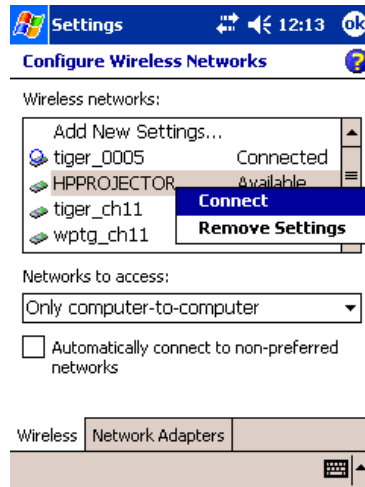 Settings 12:13 ok
Configure Wireless Networks ?
Wireless networks:
Add New Settings...
tiger_0005 Connected
HPPROJECTOR Available
Connect
tiger_ch11
Remove Settings
wptg_ch11
Networks to access:
Only computer-to-computer
Automatically connect to non-preferred
networks
Wireless Network Adapters